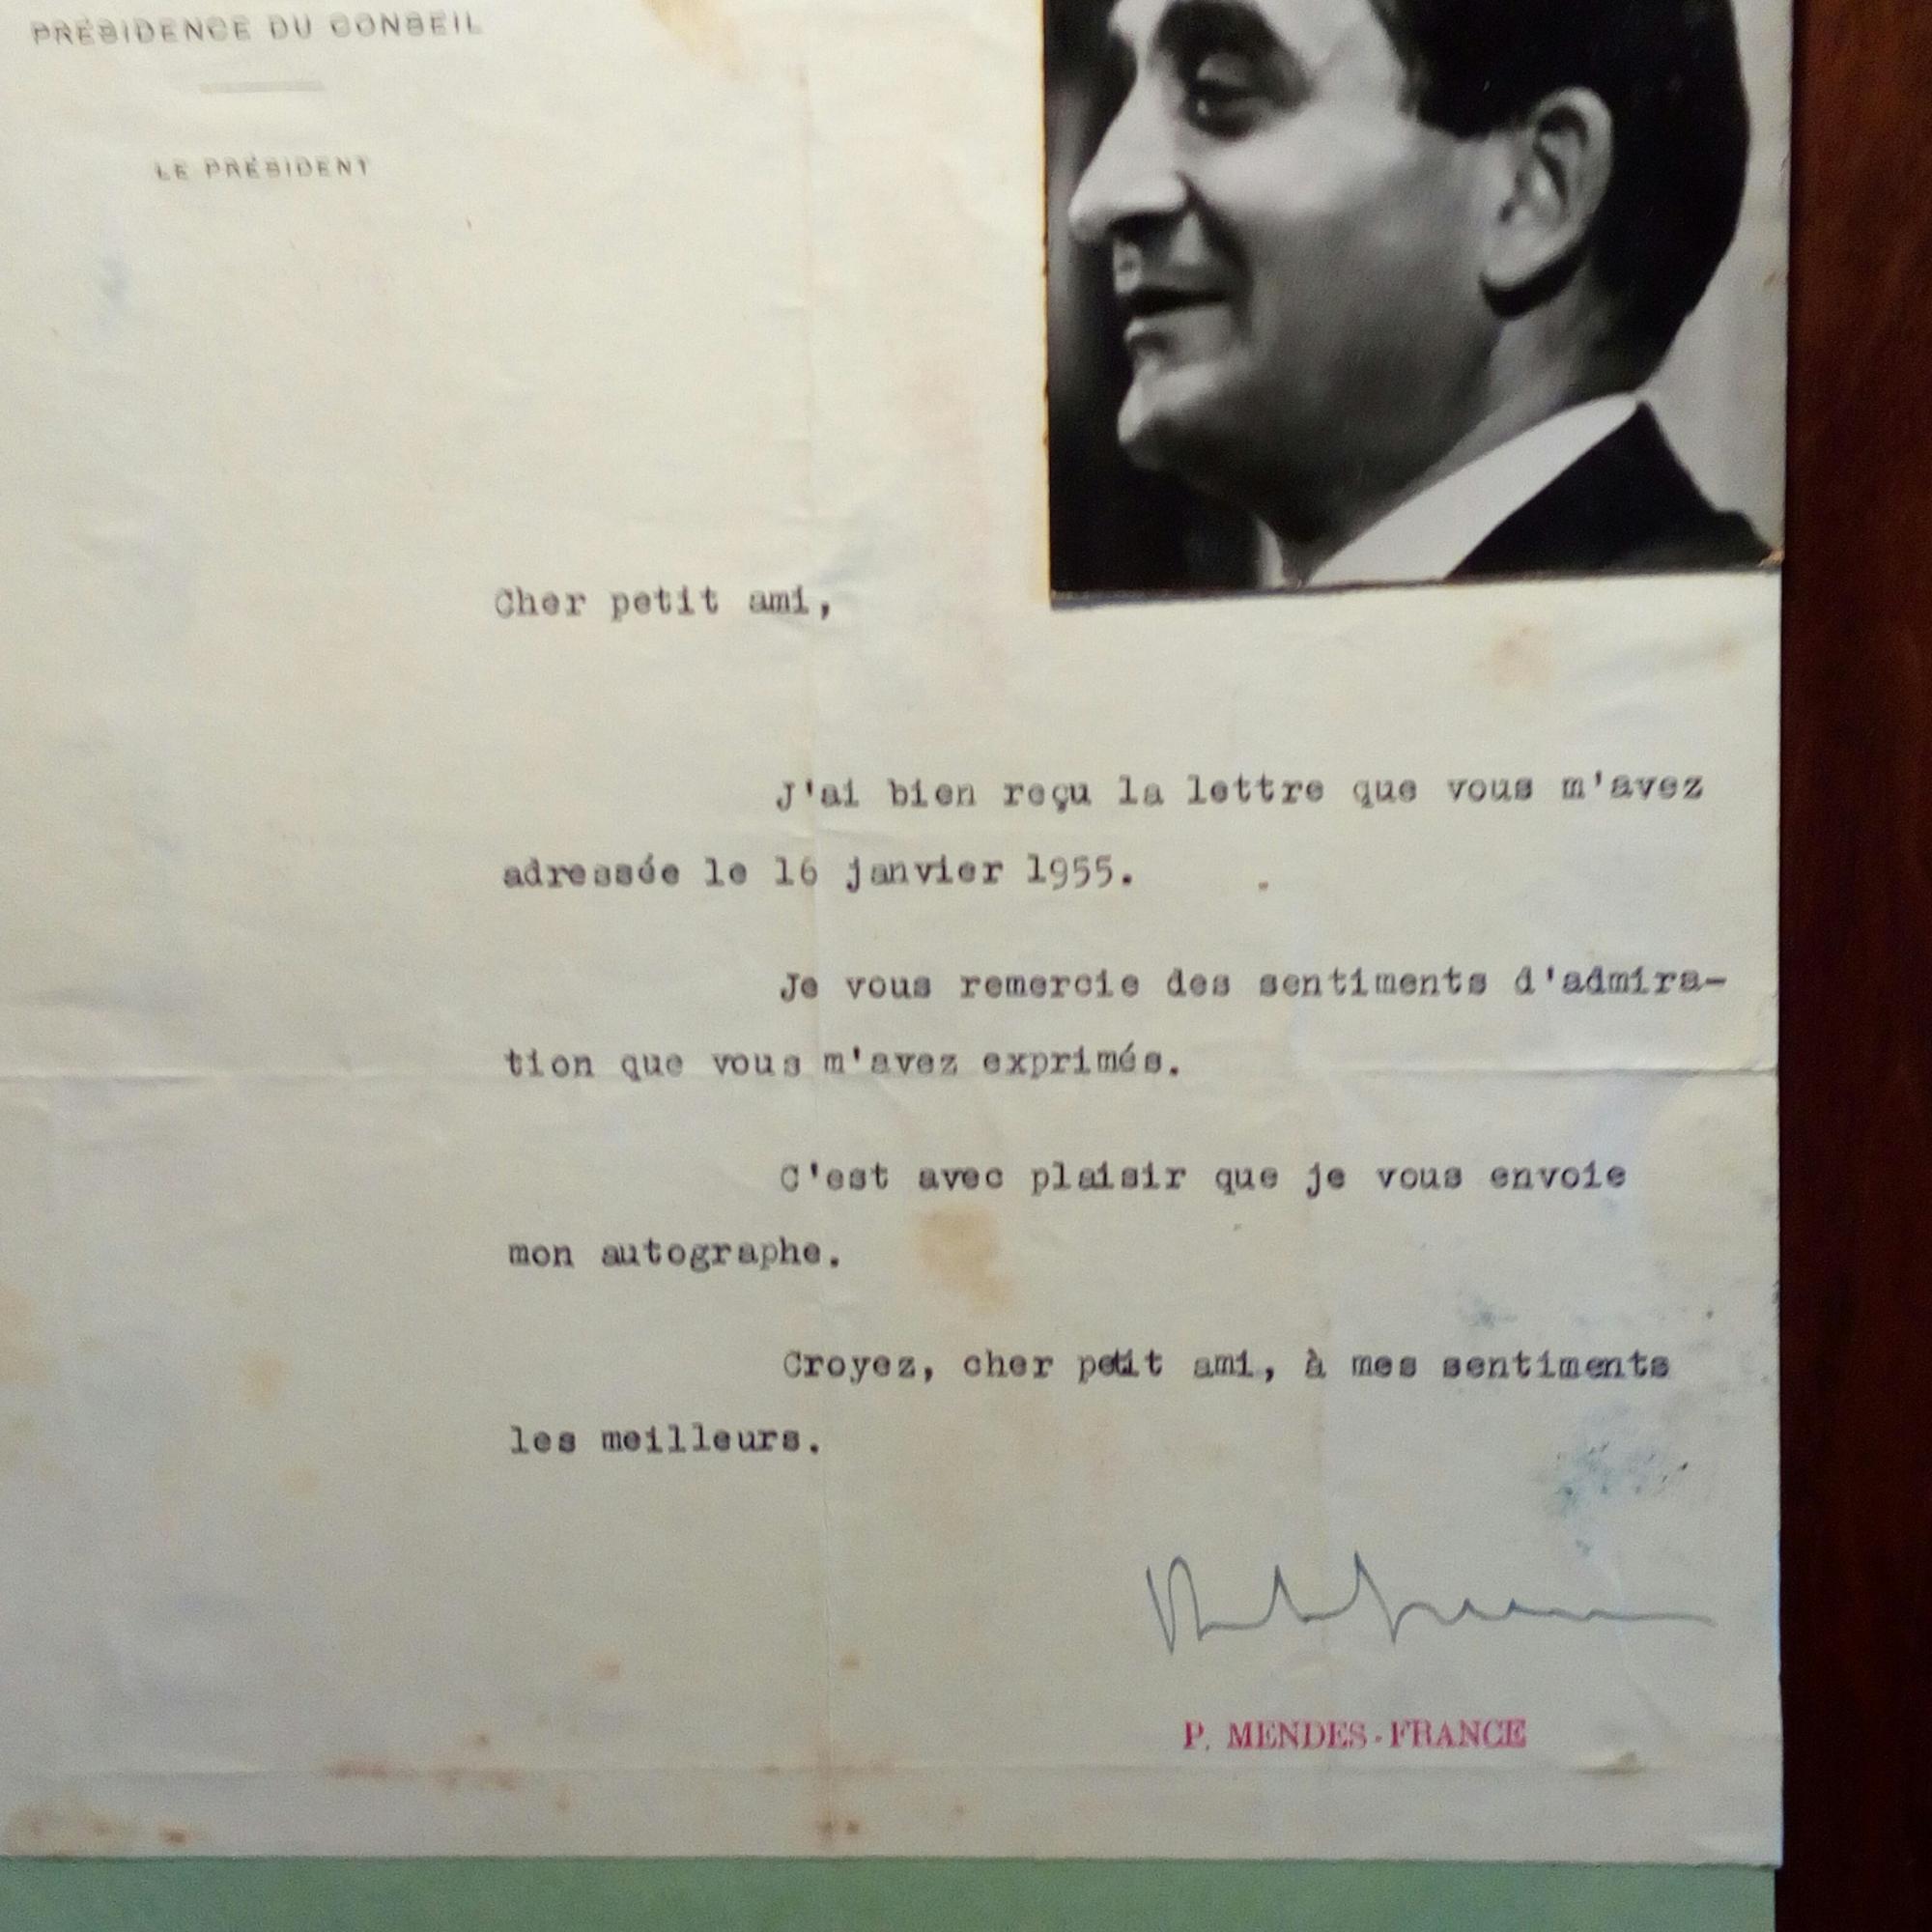 PRÉSIDENCE DU CONSEIL
LE PRÉSIDENT
Cher petit ami,
J'ai bien reçu la lettre que vous m'avez
adressée le 16 janvier 1955.
Je vous remercie des sentiments d'admira-
tion que vous m'avez exprimés.
C'est avec plaisir que je vous envoie
mon autographe.
Croyez, cher petit ami, à mes sentiments
les meilleurs.
P. MENDES-FRANCE